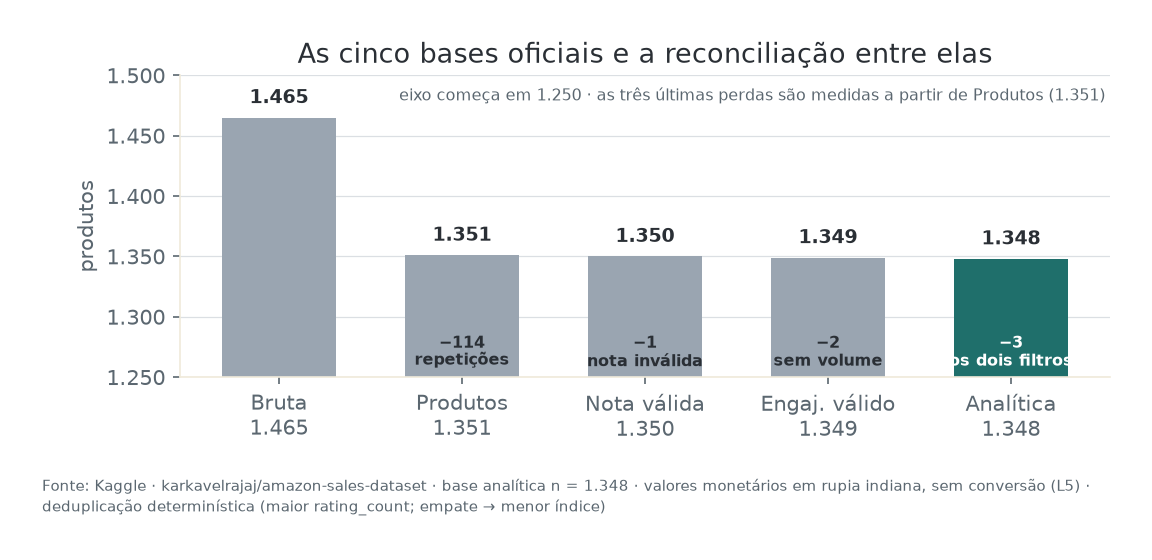 As cinco bases oficiais e a reconciliação entre elas
eixo começa em 1.250 · as três últimas perdas são medidas a partir de Produtos (1.351)
produtos
1.500
1.450
1.400
1.350
1.300
1.250
1.465
1.351
1.350
1.349
1.348
−114
repetições
−1
nota inválida
−2
sem volume
−3
os dois filtros
Bruta
1.465
Produtos
1.351
Nota válida
1.350
Engaj. válido
1.349
Analítica
1.348
Fonte: Kaggle · karkavelrajaj/amazon-sales-dataset · base analítica n = 1.348 · valores monetários em rupia indiana, sem conversão (L5) ·
deduplicação determinística (maior rating_count; empate → menor índice)